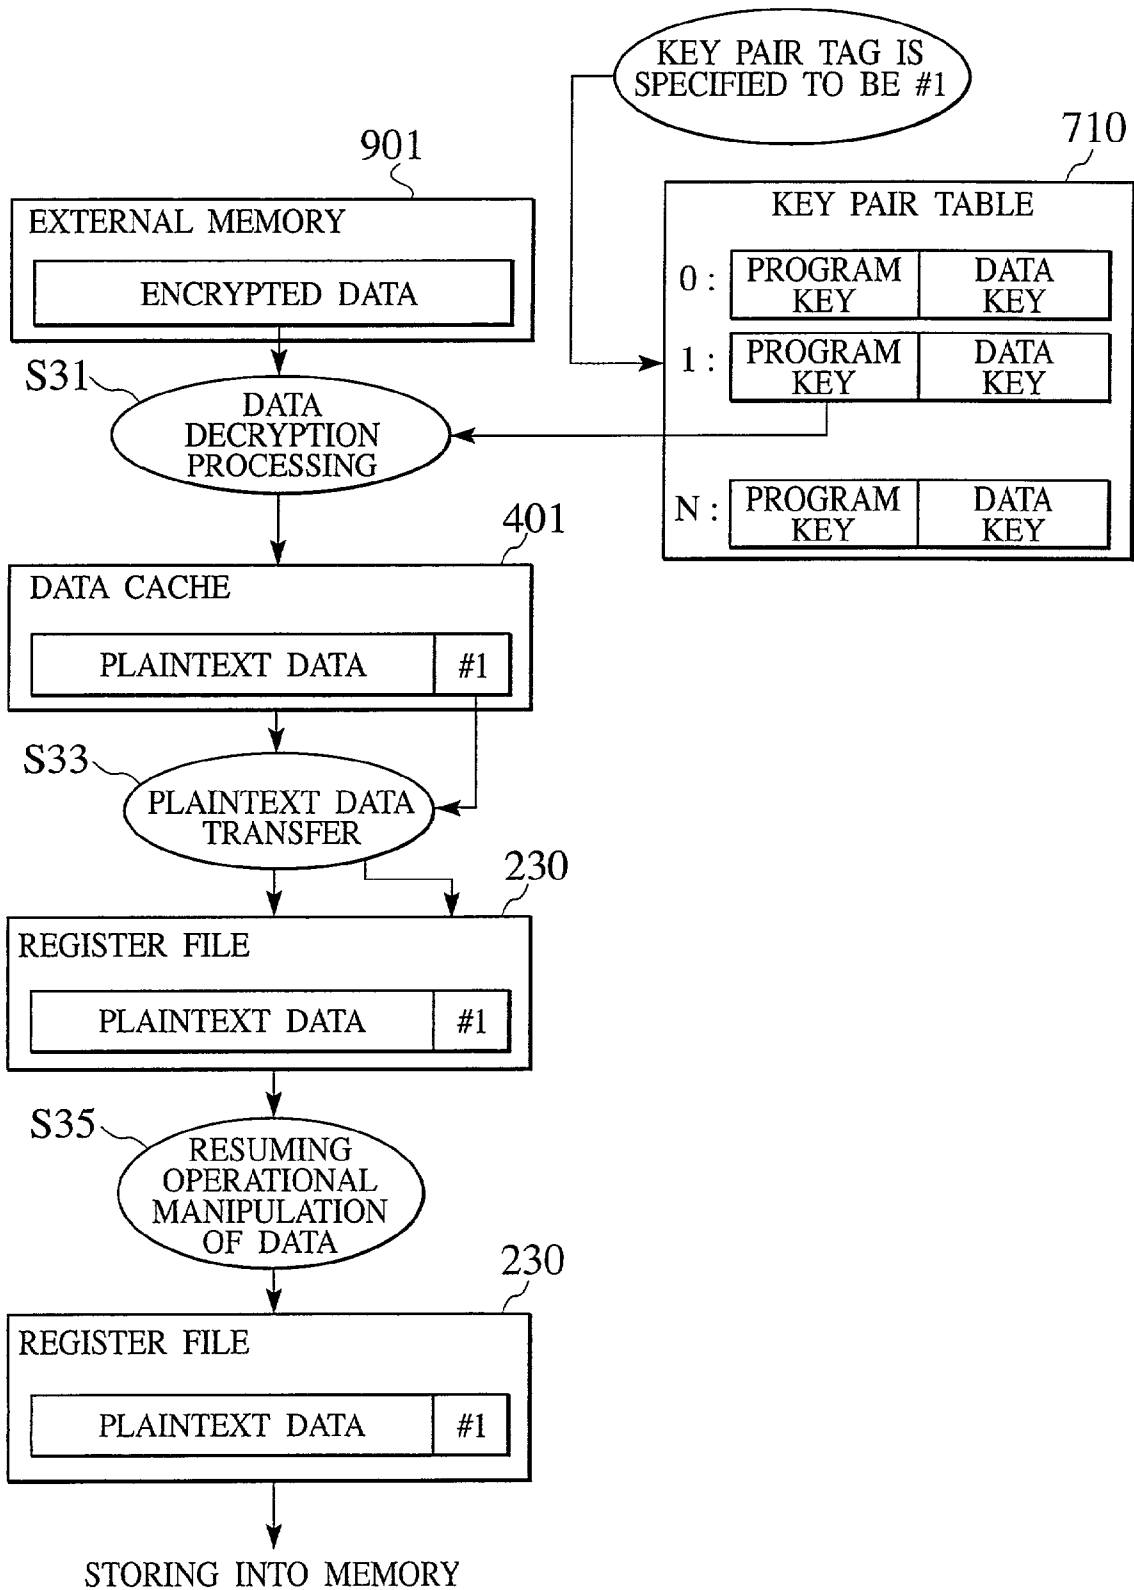 KEY PAIR TAG IS
SPECIFIED TO BE #1
901
710
EXTERNAL MEMORY
ENCRYPTED DATA
KEY PAIR TABLE
0 :
PROGRAM
KEY
DATA
KEY
1 :
PROGRAM
KEY
DATA
KEY
N :
PROGRAM
KEY
DATA
KEY
S31
DATA
DECRYPTION
PROCESSING
401
DATA CACHE
PLAINTEXT DATA
#1
S33
PLAINTEXT DATA
TRANSFER
230
REGISTER FILE
PLAINTEXT DATA
#1
S35
RESUMING
OPERATIONAL
MANIPULATION
OF DATA
230
REGISTER FILE
PLAINTEXT DATA
#1
STORING INTO MEMORY